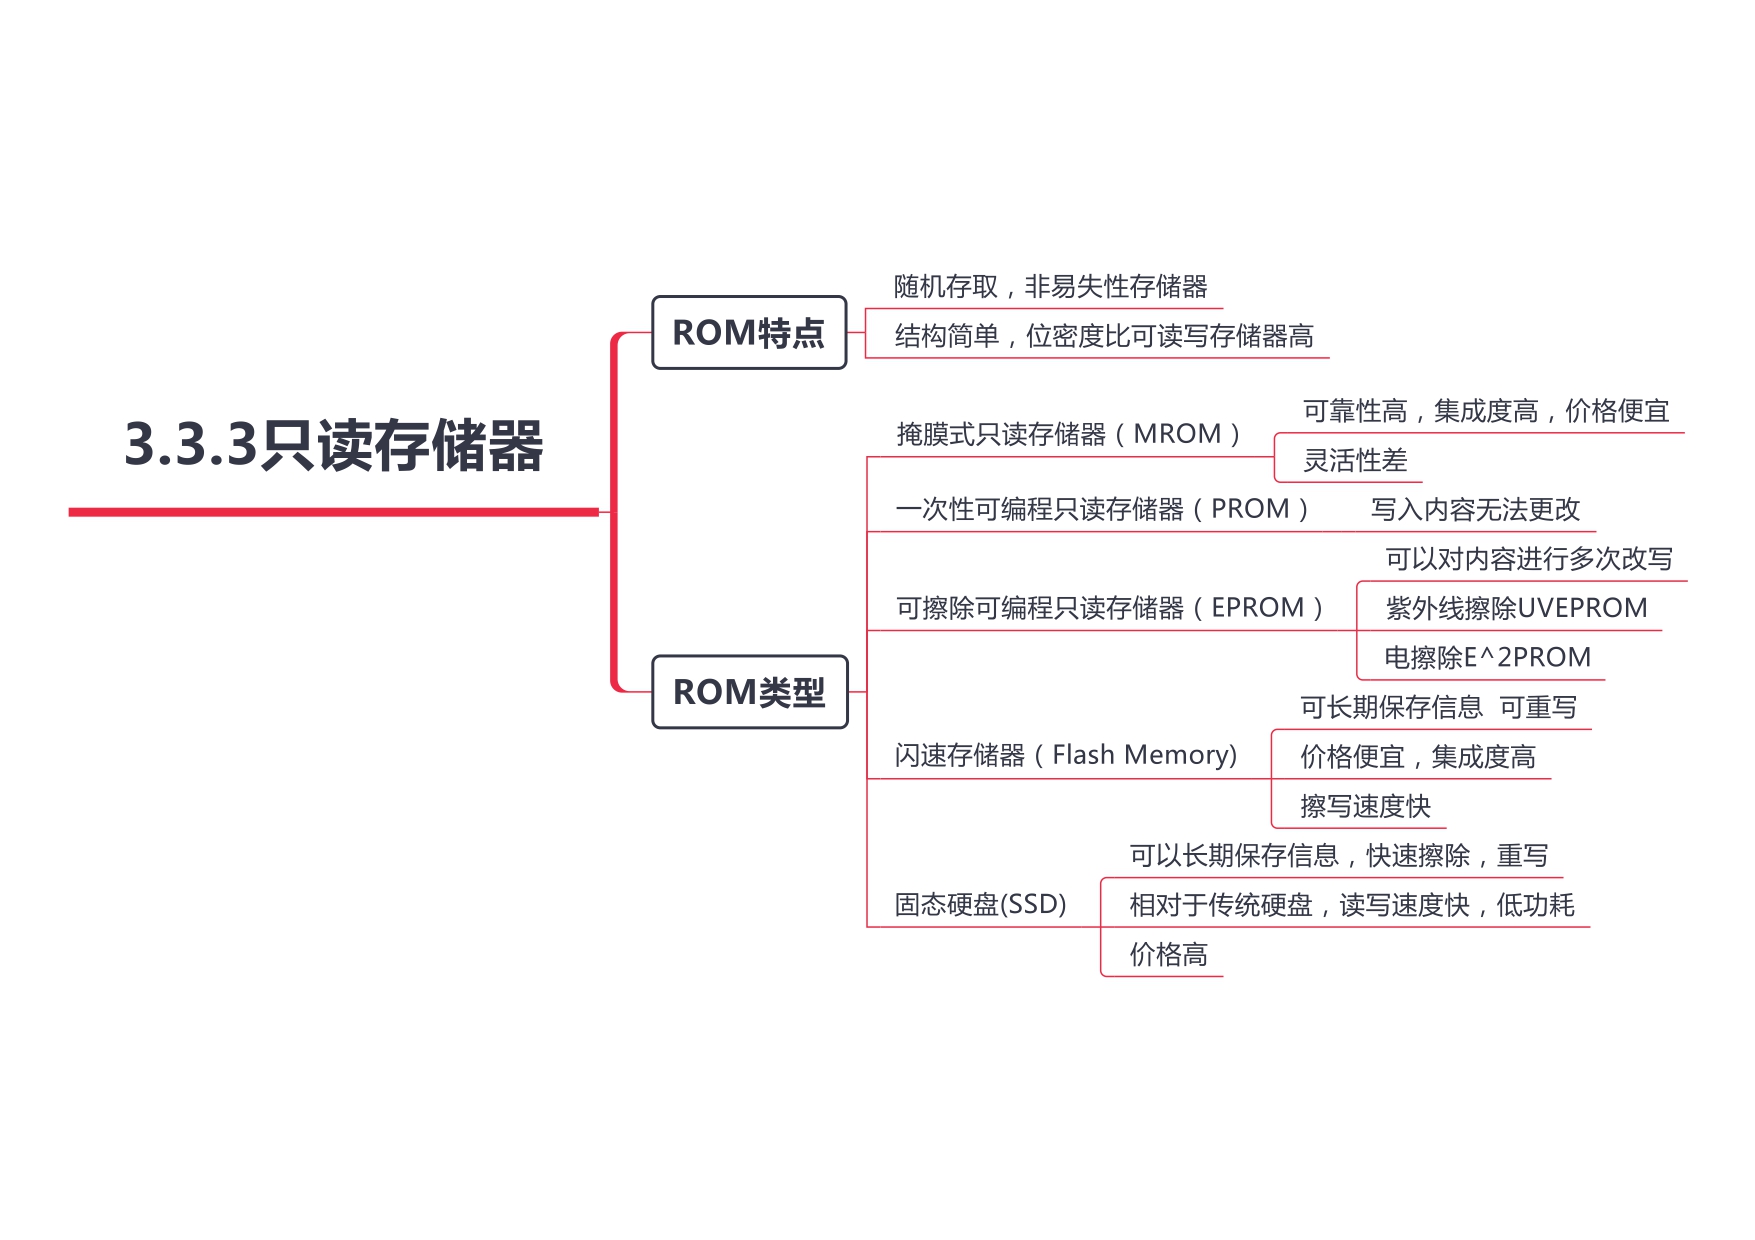 3.3.3只读存储器
ROM特点
随机存取，非易失性存储器
结构简单，位密度比可读写存储器高
ROM类型
掩膜式只读存储器（MROM）
可靠性高，集成度高，价格便宜
灵活性差
一次性可编程只读存储器（PROM）
写入内容无法更改
可擦除可编程只读存储器（EPROM）
可以对内容进行多次改写
紫外线擦除UVEPROM
电擦除E^2PROM
闪速存储器（Flash Memory)
可长期保存信息 可重写
价格便宜，集成度高
擦写速度快
固态硬盘(SSD)
可以长期保存信息，快速擦除，重写
相对于传统硬盘，读写速度快，低功耗
价格高